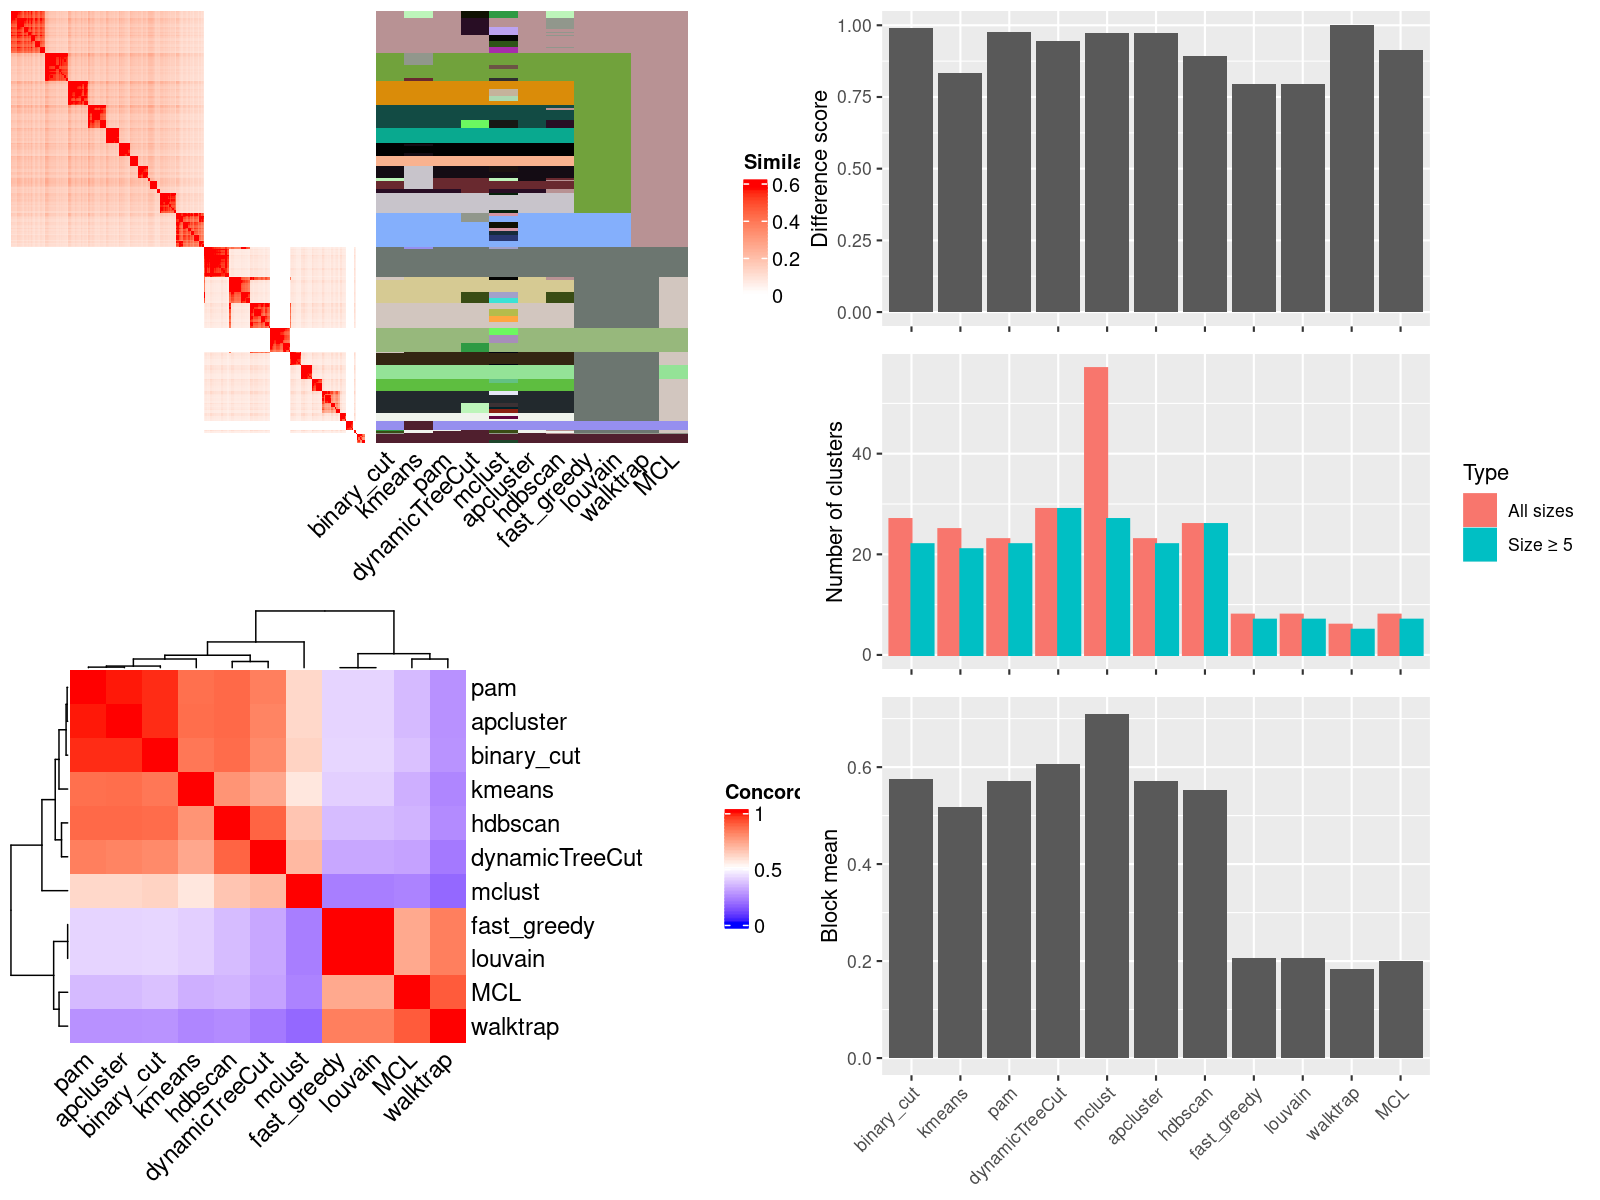 Simila
0.6
0.4
0.2
0
binary_cut
kmeans
pam
dynamicTreeCut
mclust
apcluster
hdbscan
fast_greedy
louvain
walktrap
MCL
pam
apcluster
binary_cut
kmeans
hdbscan
dynamicTreeCut
mclust
fast_greedy
louvain
MCL
walktrap
pam
apcluster
binary_cut
kmeans
hdbscan
dynamicTreeCut
mclust
fast_greedy
louvain
MCL
walktrap
Concord
1
0.5
0
Difference score
1.00
0.75
0.50
0.25
0.00
Number of clusters
40
20
0
Type
All sizes
Size ≥ 5
Block mean
0.6
0.4
0.2
0.0
binary_cut
kmeans
pam
dynamicTreeCut
mclust
apcluster
hdbscan
fast_greedy
louvain
walktrap
MCL